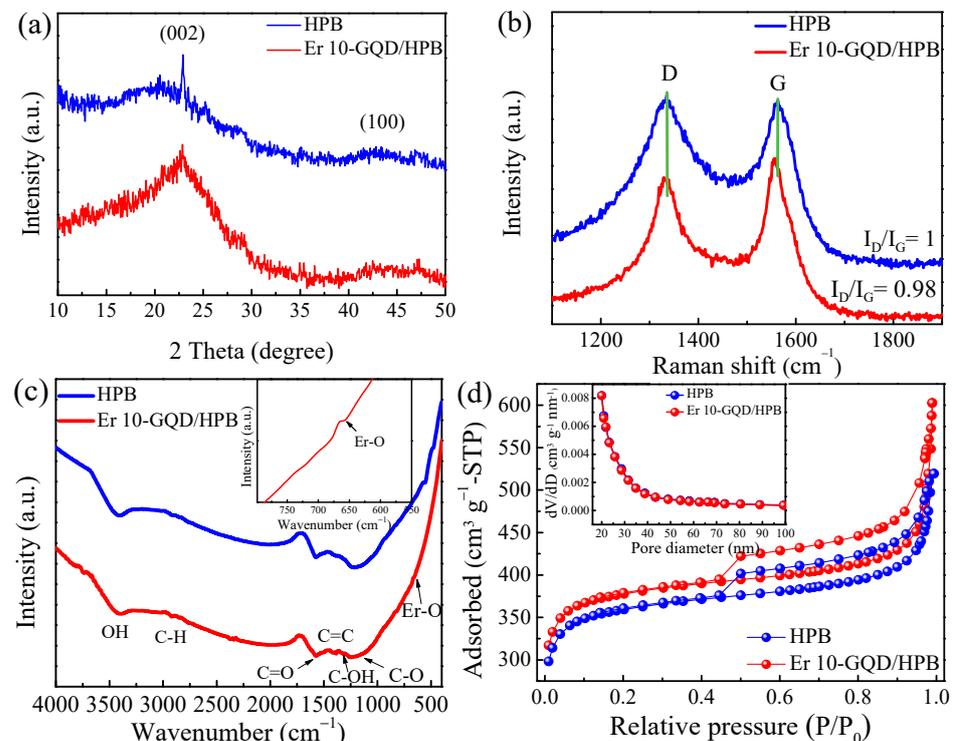 (a)
(002)
HPB
Er 10-GQD/HPB
(100)
Intensity (a.u.)
10 15 20 25 30 35 40 45 50
2 Theta (degree)
(b)
HPB
Er 10-GQD/HPB
D
G
Intensity (a.u.)
I_D/I_G= 1
I_D/I_G= 0.98
1200 1400 1600 1800
Raman shift (cm⁻¹)
(c)
HPB
Er 10-GQD/HPB
Intensity (a.u.)
Er-O
750 700 650 600 550
Wavenumber (cm⁻¹)
Intensity (a.u.)
OH
C-H
C=C
Er-O
C=O
C-OH
C-O
4000 3500 3000 2500 2000 1500 1000 500
Wavenumber (cm⁻¹)
(d)
600
550
500
450
400
350
300
Adsorbed (cm³ g⁻¹-STP)
0.008
0.006
0.004
0.002
0.000
dV/dD (cm³ g⁻¹ nm⁻¹)
HPB
Er 10-GQD/HPB
20 30 40 50 60 70 80 90 100
Pore diameter (nm)
HPB
Er 10-GQD/HPB
0.0 0.2 0.4 0.6 0.8 1.0
Relative pressure (P/P₀)